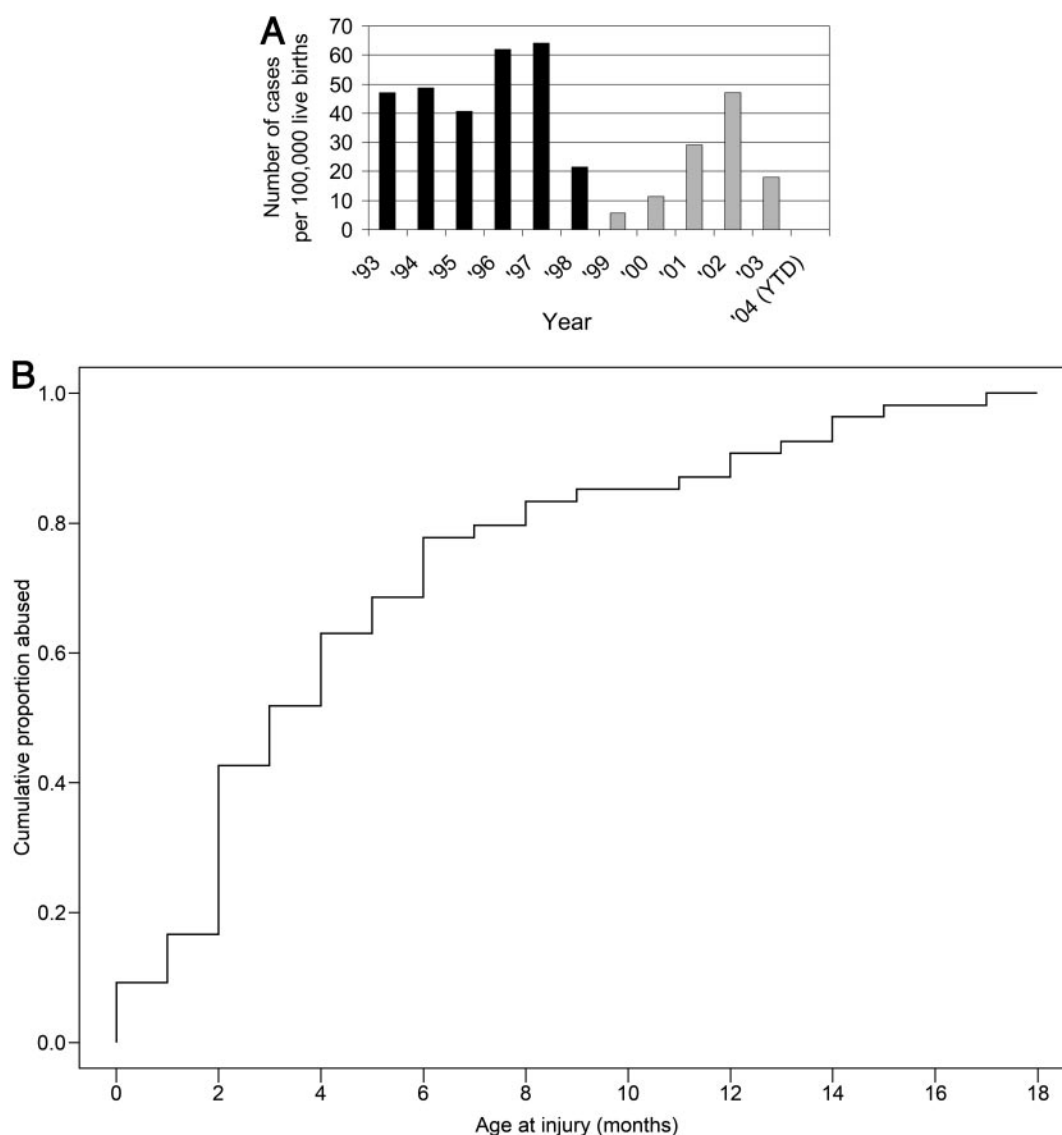 A
Number of cases
per 100,000 live births
70
60
50
40
30
20
10
0
'93
'94
'95
'96
'97
'98
'99
'00
'01
'02
'03
'04 (YTD)
Year
B
Cumulative proportion abused
1.0
0.8
0.6
0.4
0.2
0.0
0 2 4 6 8 10 12 14 16 18
Age at injury (months)